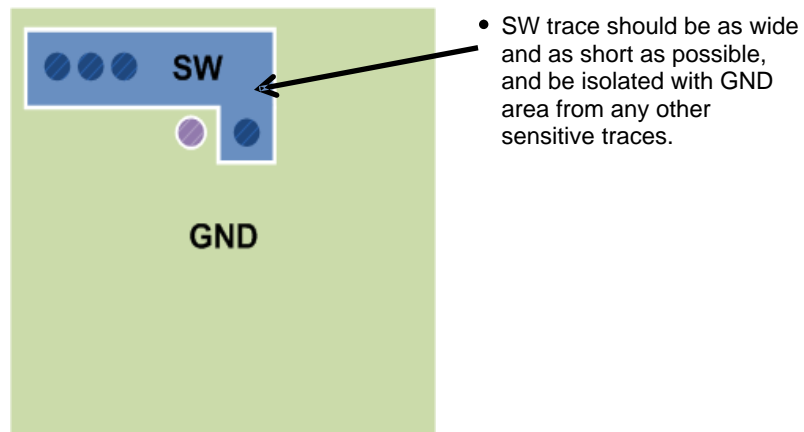 SW
GND
• SW trace should be as wide
and as short as possible,
and be isolated with GND
area from any other
sensitive traces.